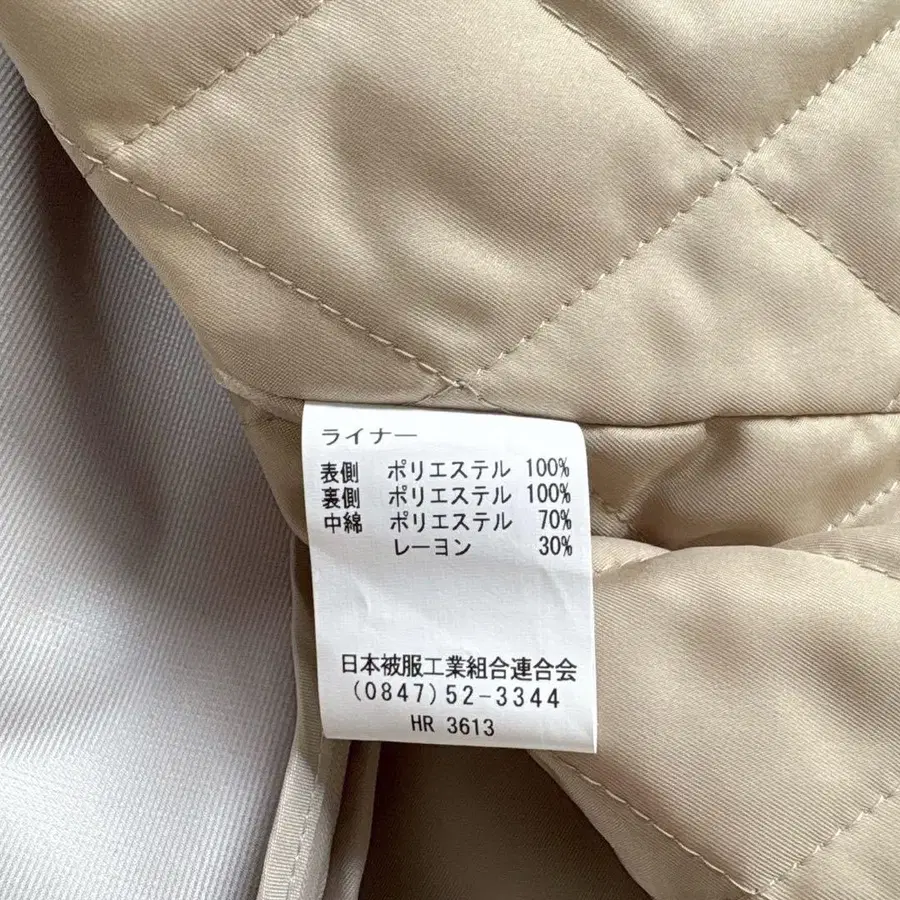 ライナー
表側 ポリエステル 100%
裏側 ポリエステル 100%
中綿 ポリエステル 70%
レーヨン 30%
日本被服工業組合連合会
(0847)52-3344
HR 3613